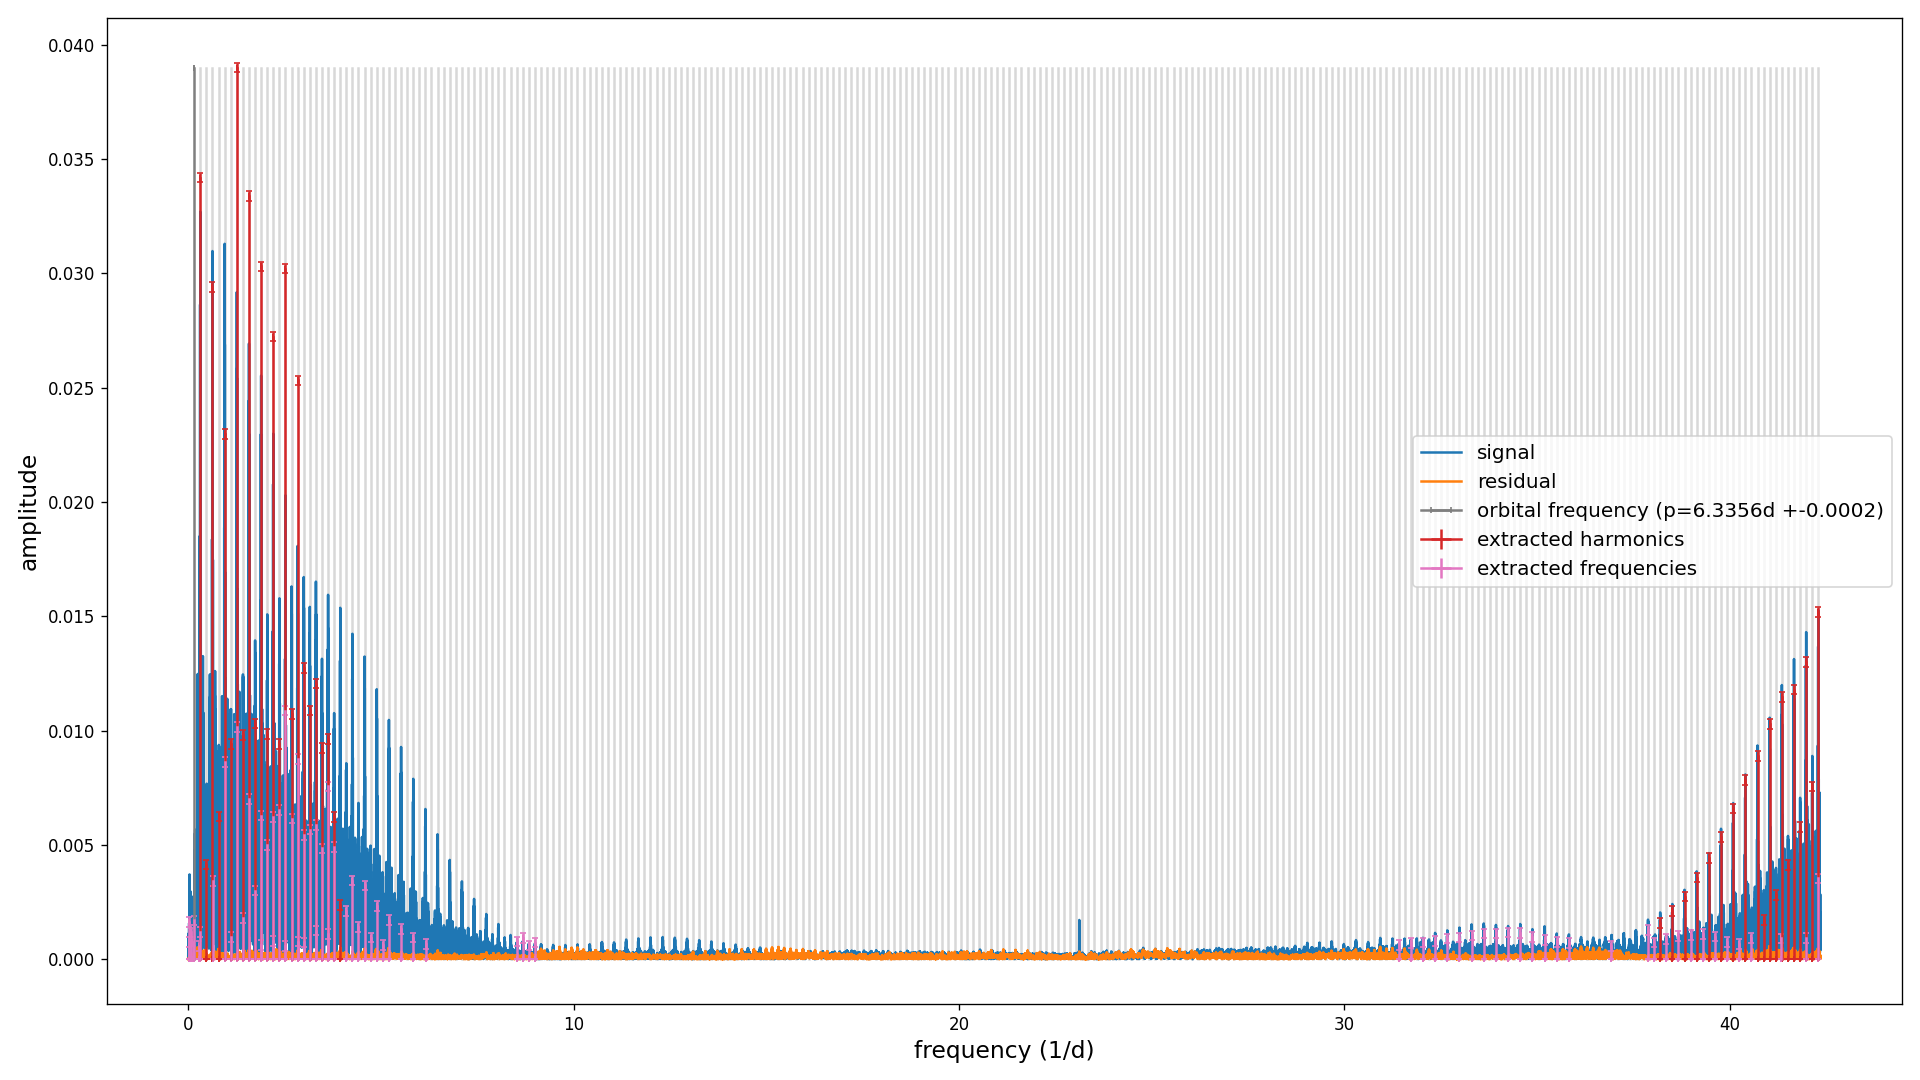 0.040
0.035
0.030
0.025
0.020
0.015
0.010
0.005
0.000
amplitude
signal
residual
orbital frequency (p=6.3356d +-0.0002)
extracted harmonics
extracted frequencies
0 10 20 30 40
frequency (1/d)